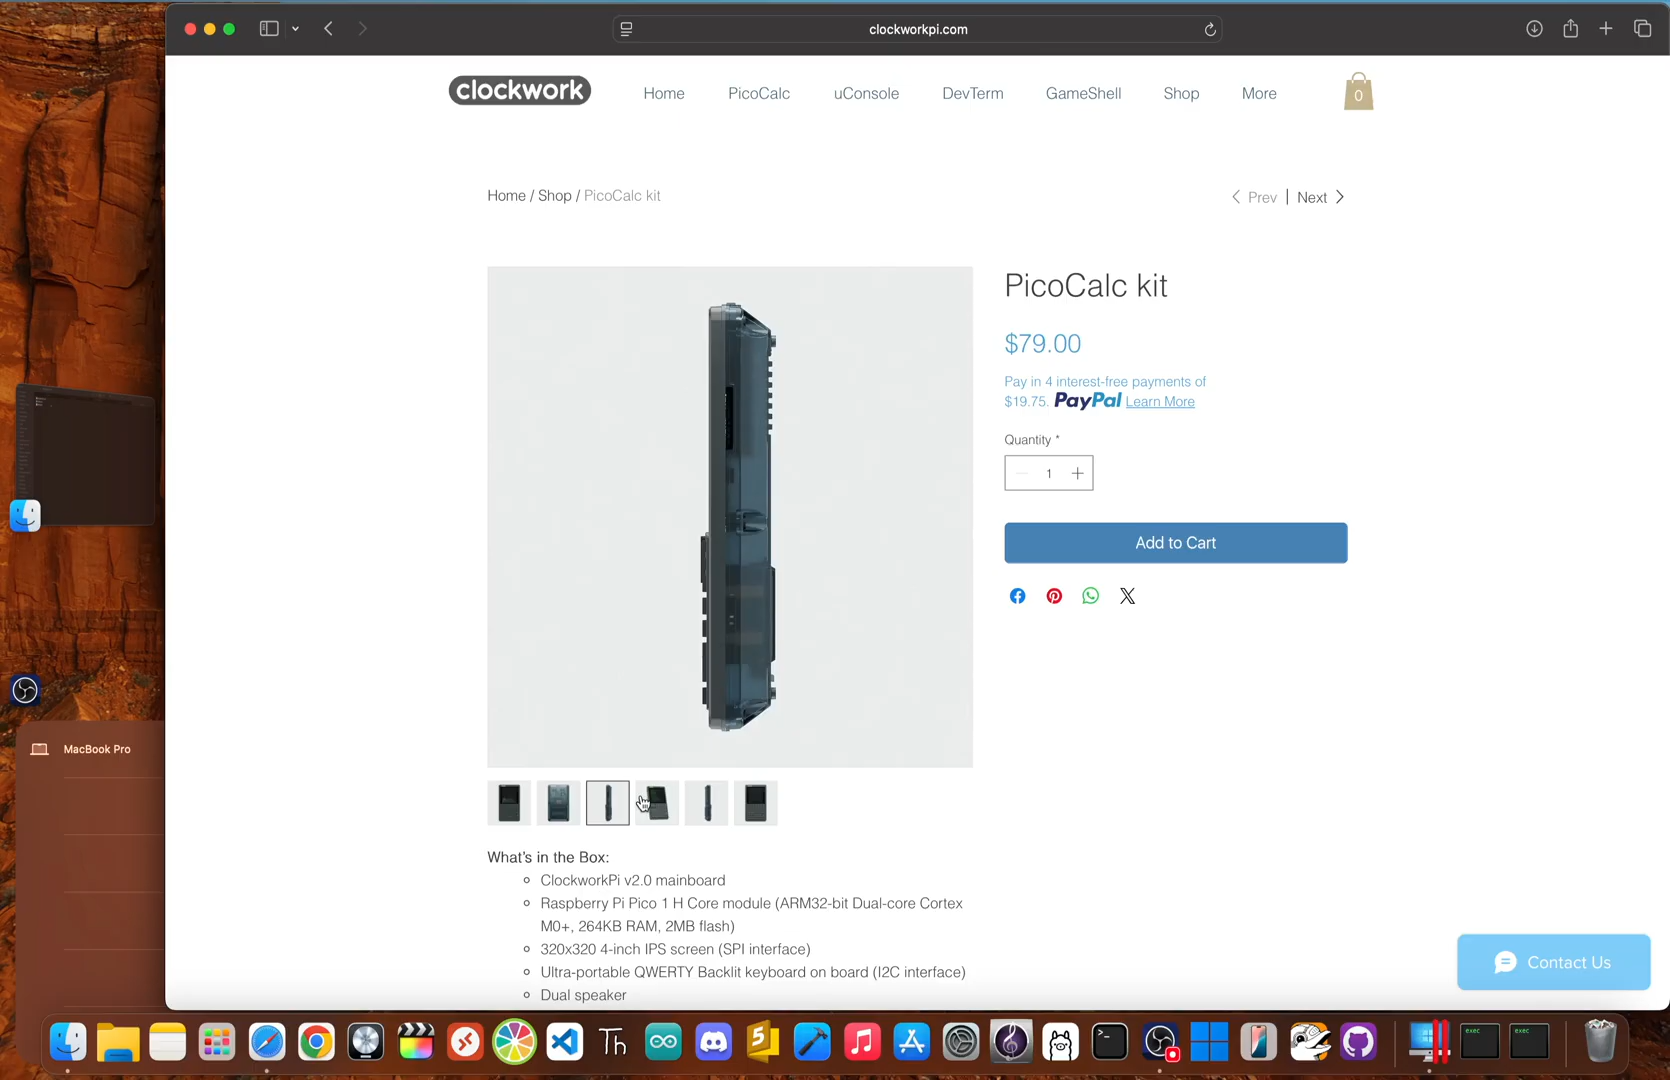 clockworkpi.com
clockwork
Home
PicoCalc
uConsole
DevTerm
GameShell
Shop
More
0
Home / Shop / PicoCalc kit
Prev | Next
PicoCalc kit
$79.00
Pay in 4 interest-free payments of
$19.75. PayPal Learn More
Quantity *
1
Add to Cart
MacBook Pro
What's in the Box:
ClockworkPi v2.0 mainboard
Raspberry Pi Pico 1 H Core module (ARM32-bit Dual-core Cortex
M0+, 264KB RAM, 2MB flash)
320x320 4-inch IPS screen (SPI interface)
Ultra-portable QWERTY Backlit keyboard on board (I2C interface)
Dual speaker
Contact Us
Th
5
exec
exec